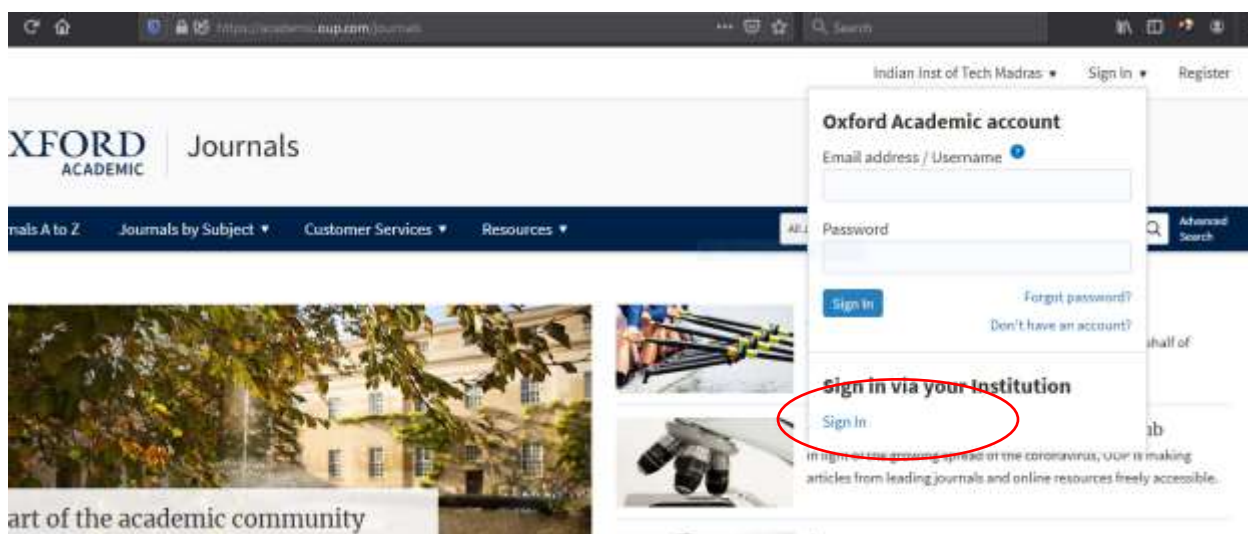 https://academic.oup.com/journals
Search
Indian Inst of Tech Madras
Sign In
Register
XFORD
ACADEMIC
Journals
Oxford Academic account
Email address / Username
Password
Sign In
Forgot password?
Don't have an account?
Sign in via your Institution
Sign In
nals A to Z
Journals by Subject
Customer Services
Resources
Advanced
Search
ehalf of
In light of the growing spread of the coronavirus, OUP is making
articles from leading journals and online resources freely accessible.
art of the academic community